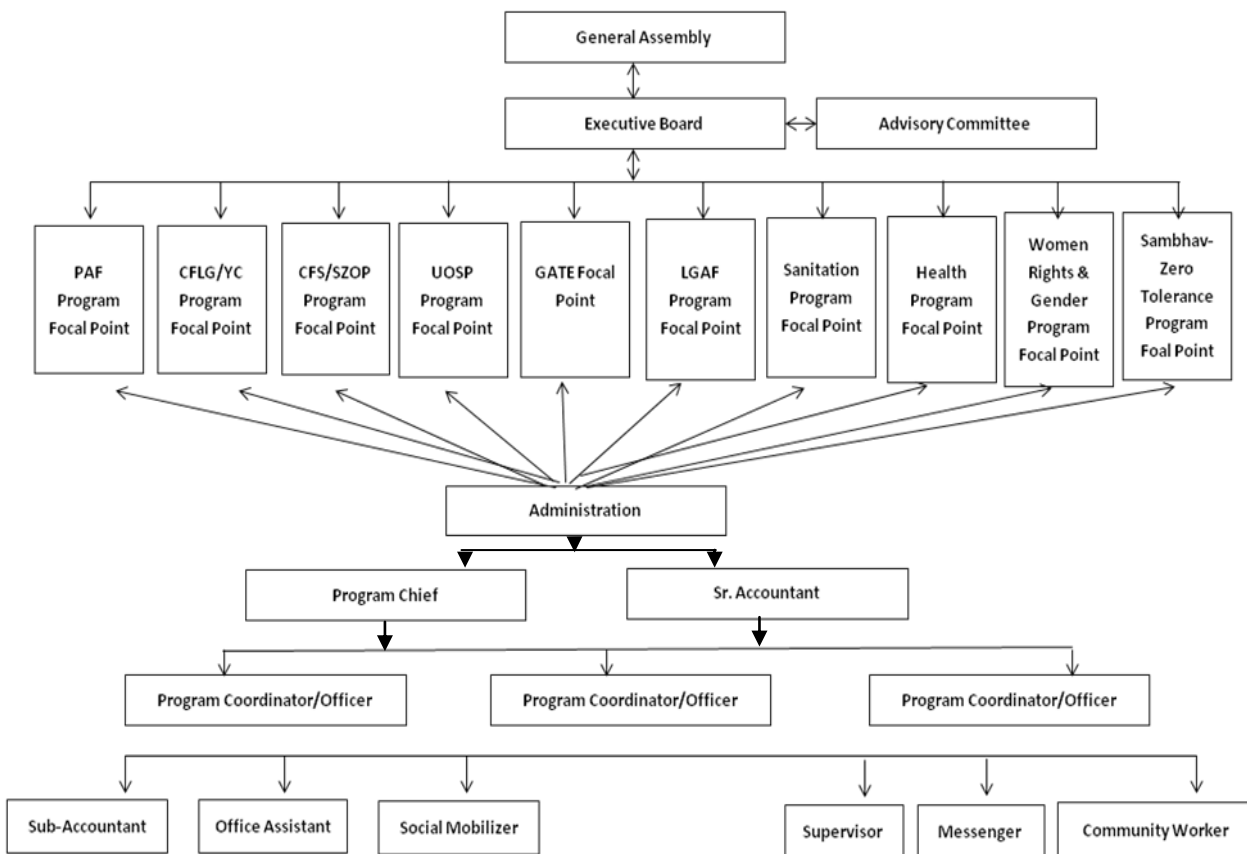 General Assembly
Executive Board
Advisory Committee
PAF
Program
Focal Point
CFLG/YC
Program
Focal Point
CFS/SZOP
Program
Focal Point
UOSP
Program
Focal Point
GATE Focal
Point
LGAF
Program
Focal Point
Sanitation
Program
Focal Point
Health
Program
Focal Point
Women
Rights &
Gender
Program
Focal Point
Sambhav-
Zero
Tolerance
Program
Foal Point
Administration
Program Chief
Sr. Accountant
Program Coordinator/Officer
Program Coordinator/Officer
Program Coordinator/Officer
Sub-Accountant
Office Assistant
Social Mobilizer
Supervisor
Messenger
Community Worker